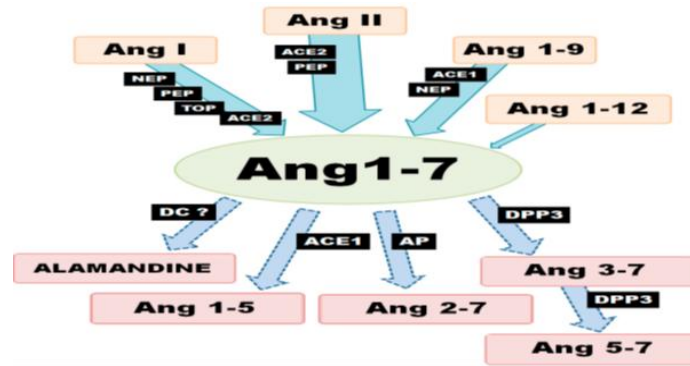 Ang I
Ang II
Ang 1-9
NEP
PEP
TOP
ACE2
ACE2
PEP
ACE1
NEP
Ang 1-12
Ang1-7
DC ?
ACE1
AP
DPP3
ALAMANDINE
Ang 1-5
Ang 2-7
Ang 3-7
DPP3
Ang 5-7